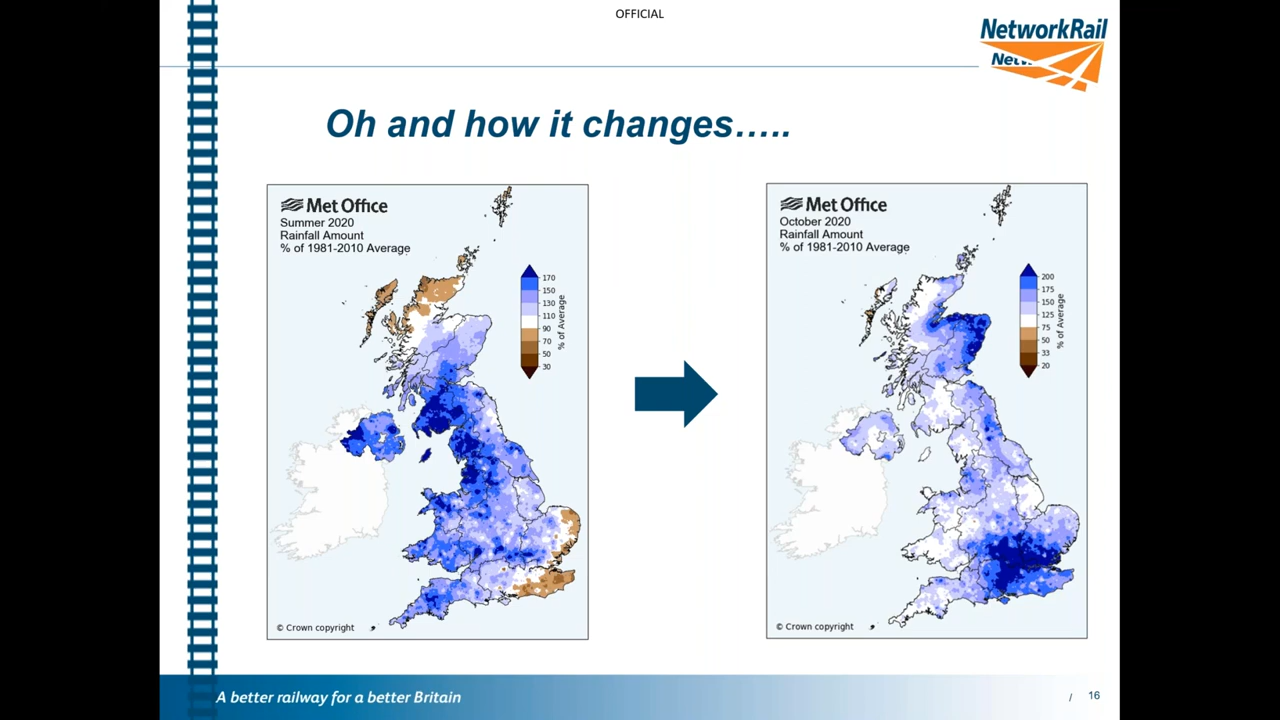 OFFICIAL
NetworkRail
Oh and how it changes…..
Met Office
Summer 2020
Rainfall Amount
% of 1981-2010 Average
170
150
130
110
90
70
50
30
% of Average
© Crown copyright
Met Office
October 2020
Rainfall Amount
% of 1981-2010 Average
200
175
150
125
75
50
33
20
% of Average
© Crown copyright
A better railway for a better Britain
/ 16